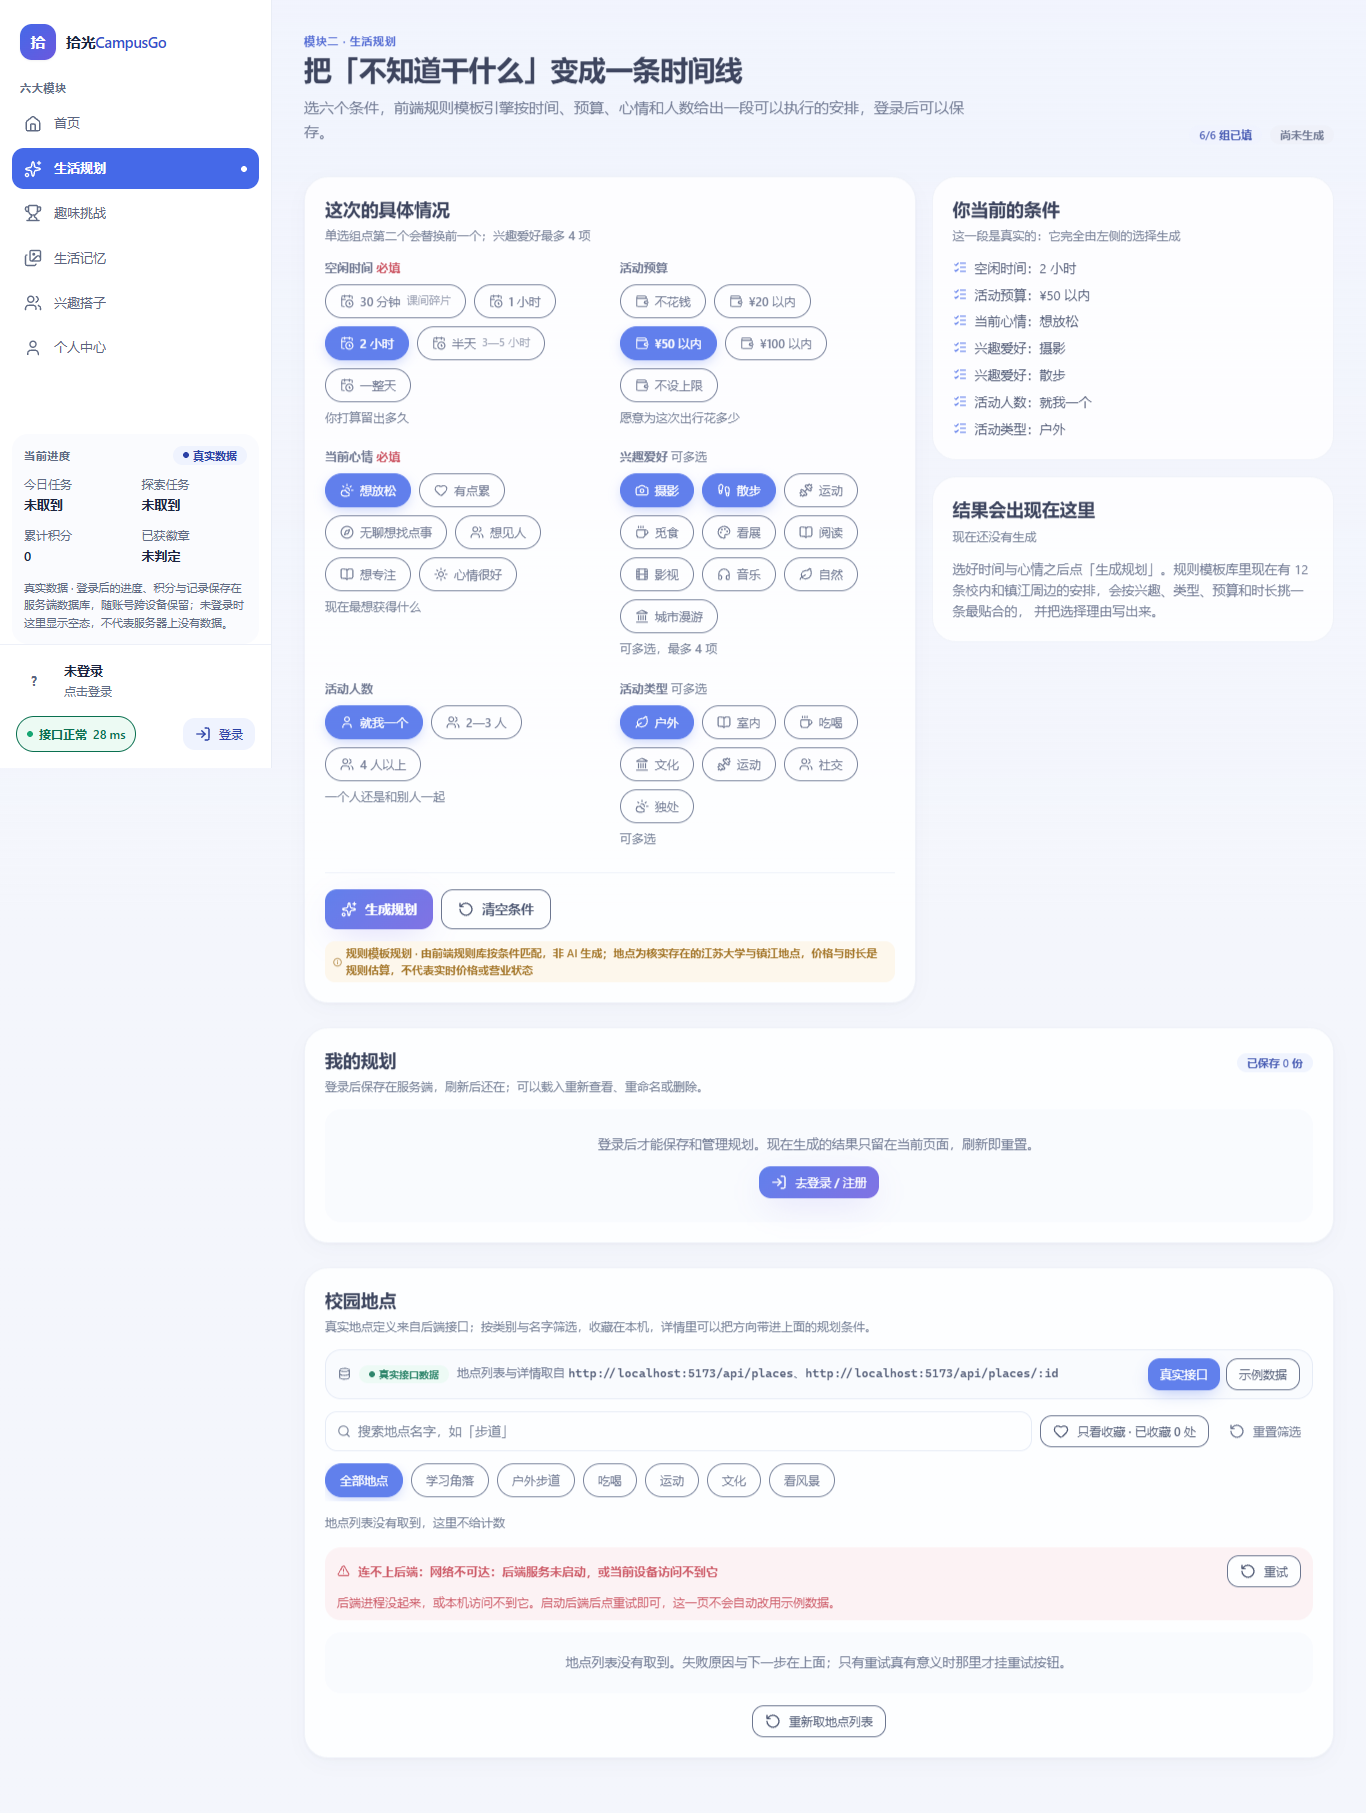 拾 拾光CampusGo
六大模块
首页
生活规划
趣味挑战
生活记忆
兴趣搭子
个人中心
当前进度 真实数据
今日任务 探索任务
未取到 未取到
累计积分 已获徽章
0 未判定
真实数据 · 登录后的进度、积分与记录保存在
服务端数据库，随账号跨设备保留；未登录时
这里显示空态，不代表服务器上没有数据。
? 未登录
点击登录
接口正常 28 ms 登录
模块二 · 生活规划
把「不知道干什么」变成一条时间线
选六个条件，前端规则模板引擎按时间、预算、心情和人数给出一段可以执行的安排，登录后可以保
存。
6/6 组已填 尚未生成
这次的具体情况
单选组点第二个会替换前一个；兴趣爱好最多 4 项
空闲时间 必填
30 分钟 课间碎片 1 小时
2 小时 半天 3—5 小时
一整天
你打算留出多久
活动预算
不花钱 ¥20 以内
¥50 以内 ¥100 以内
不设上限
愿意为这次出行花多少
当前心情 必填
想放松 有点累
无聊想找点事 想见人
想专注 心情很好
现在最想获得什么
兴趣爱好 可多选
摄影 散步 运动
觅食 看展 阅读
影视 音乐 自然
城市漫游
可多选，最多 4 项
活动人数
就我一个 2—3 人
4 人以上
一个人还是和别人一起
活动类型 可多选
户外 室内 吃喝
文化 运动 社交
独处
可多选
生成规划 清空条件
规则模板规划 · 由前端规则库按条件匹配，非 AI 生成；地点为核实存在的江苏大学与镇江地点，价格与时长是
规则估算，不代表实时价格或营业状态
你当前的条件
这一段是真实的：它完全由左侧的选择生成
空闲时间：2 小时
活动预算：¥50 以内
当前心情：想放松
兴趣爱好：摄影
兴趣爱好：散步
活动人数：就我一个
活动类型：户外
结果会出现在这里
现在还没有生成
选好时间与心情之后点「生成规划」。规则模板库里现在有 12
条校内和镇江周边的安排，会按兴趣、类型、预算和时长挑一
条最贴合的， 并把选择理由写出来。
我的规划
已保存 0 份
登录后保存在服务端，刷新后还在；可以载入重新查看、重命名或删除。
登录后才能保存和管理规划。现在生成的结果只留在当前页面，刷新即重置。
去登录 / 注册
校园地点
真实地点定义来自后端接口；按类别与名字筛选，收藏在本机，详情里可以把方向带进上面的规划条件。
真实接口数据 地点列表与详情取自 http://localhost:5173/api/places、http://localhost:5173/api/places/:id 真实接口 示例数据
搜索地点名字，如「步道」 只看收藏 · 已收藏 0 处 重置筛选
全部地点 学习角落 户外步道 吃喝 运动 文化 看风景
地点列表没有取到，这里不给计数
连不上后端：网络不可达：后端服务未启动，或当前设备访问不到它 重试
后端进程没起来，或本机访问不到它。启动后端后点重试即可，这一页不会自动改用示例数据。
地点列表没有取到。失败原因与下一步在上面；只有重试真有意义时那里才挂重试按钮。
重新取地点列表